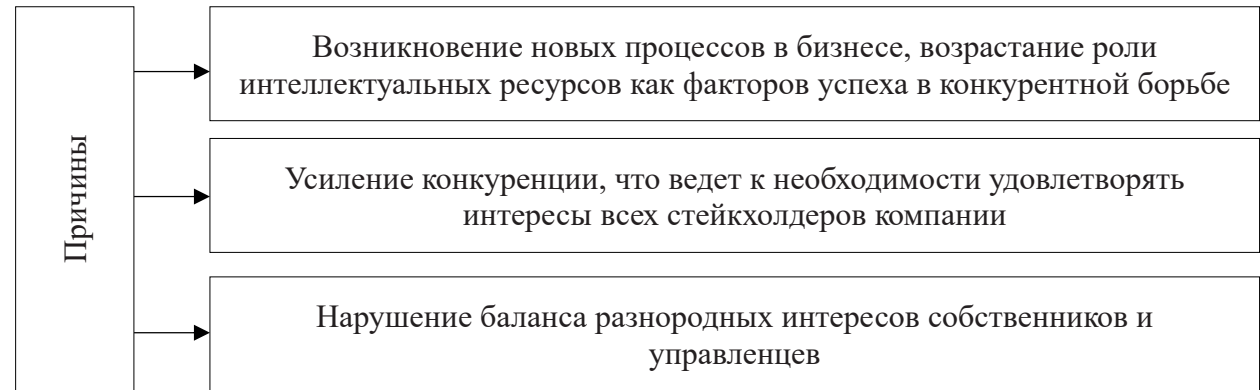 Причины
Возникновение новых процессов в бизнесе, возрастание роли
интеллектуальных ресурсов как факторов успеха в конкурентной борьбе
Усиление конкуренции, что ведет к необходимости удовлетворять
интересы всех стейкхолдеров компании
Нарушение баланса разнородных интересов собственников и
управленцев